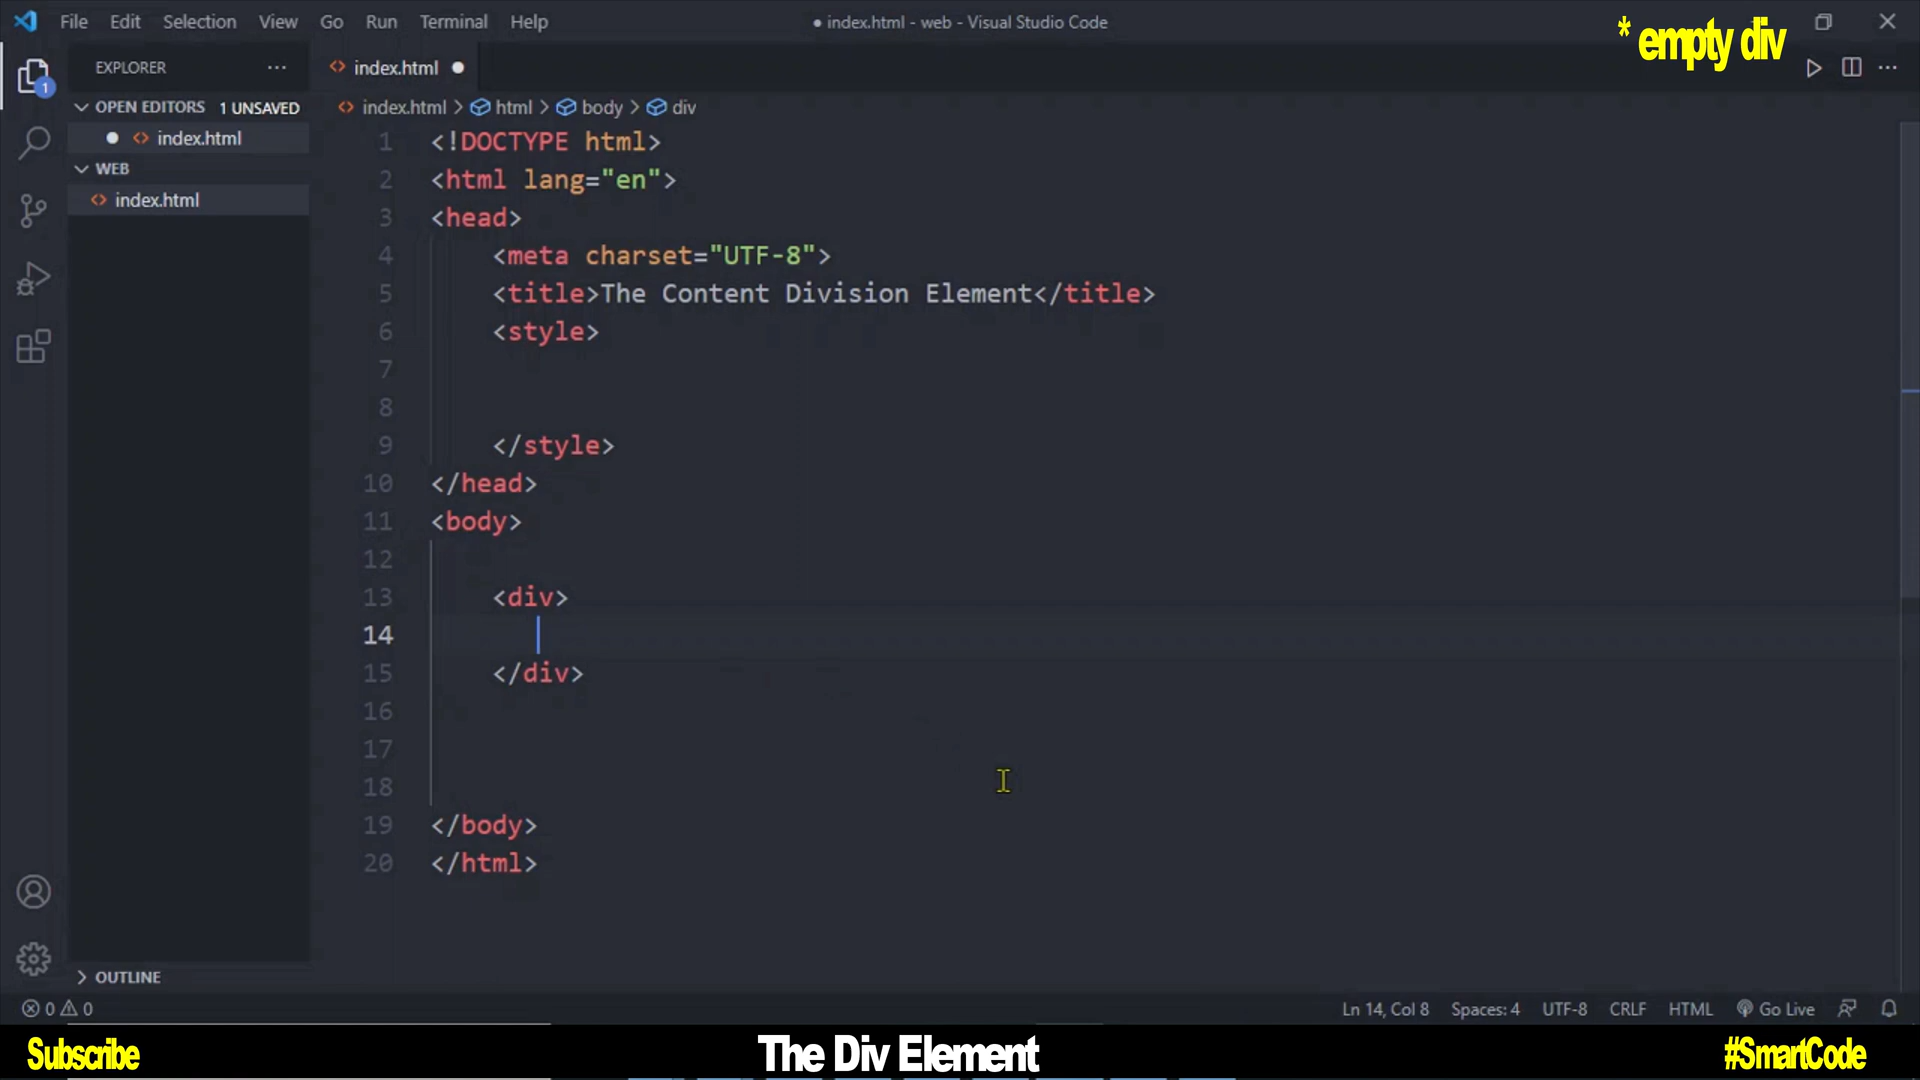 File Edit Selection View Go Run Terminal Help
● index.html - web - Visual Studio Code
* empty div
EXPLORER ···
index.html ●
OPEN EDITORS 1 UNSAVED
index.html > html > body > div
● index.html
WEB
index.html
1
1 <!DOCTYPE html>
2 <html lang="en">
3 <head>
4 <meta charset="UTF-8">
5 <title>The Content Division Element</title>
6 <style>
7
8
9 </style>
10 </head>
11 <body>
12
13 <div>
14
15 </div>
16
17
18
19 </body>
20 </html>
OUTLINE
0 0
Ln 14, Col 8 Spaces: 4 UTF-8 CRLF HTML Go Live
Subscribe
The Div Element
#SmartCode